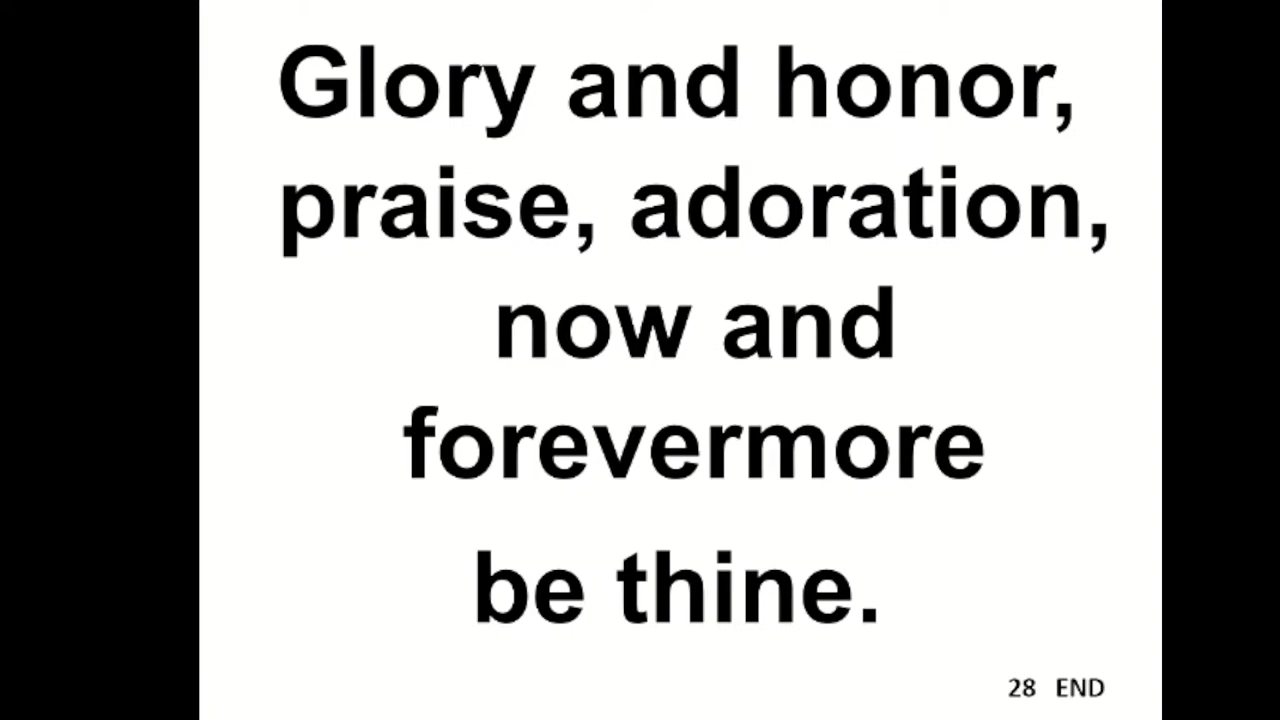 Glory and honor,
praise, adoration,
now and
forevermore
be thine.
28 END